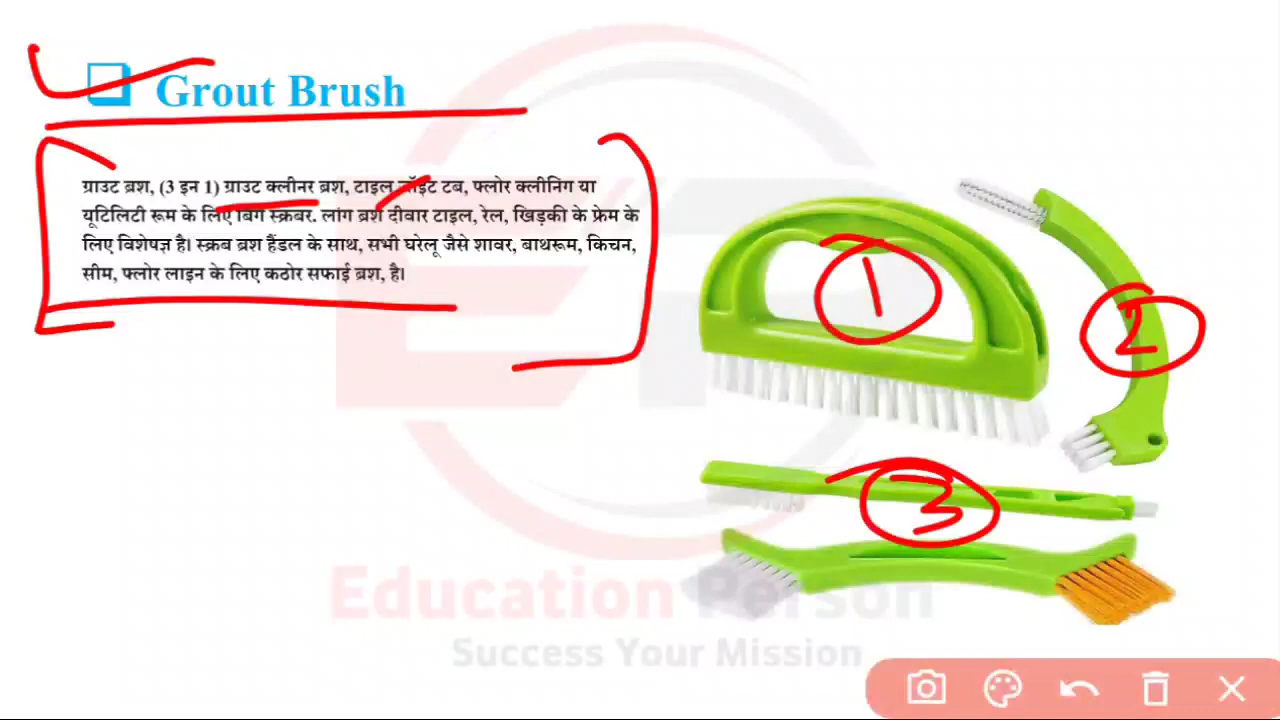 Grout Brush
ग्राउट ब्रश, (3 इन 1) ग्राउट क्लीनर ब्रश, टाइल जॉइंट टब, फ्लोर क्लीनिंग या
यूटिलिटी रूम के लिए बिग स्क्रबर. लांग ब्रश दीवार टाइल, रेल, खिड़की के फ्रेम के
लिए विशेषज्ञ है। स्क्रब ब्रश हैंडल के साथ, सभी घरेलू जैसे शावर, बाथरूम, किचन,
सीम, फ्लोर लाइन के लिए कठोर सफाई ब्रश, है।
1
2
3
Education Person
Success Your Mission